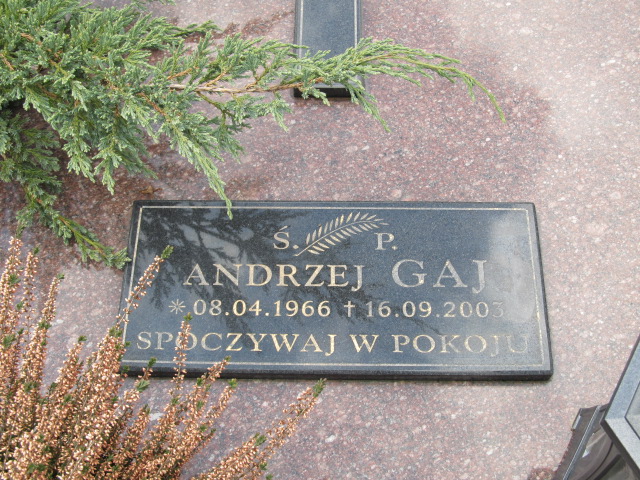 Ś. P.
ANDRZEJ GAJ
* 08.04.1966 † 16.09.2003
SPOCZYWAJ W POKOJU